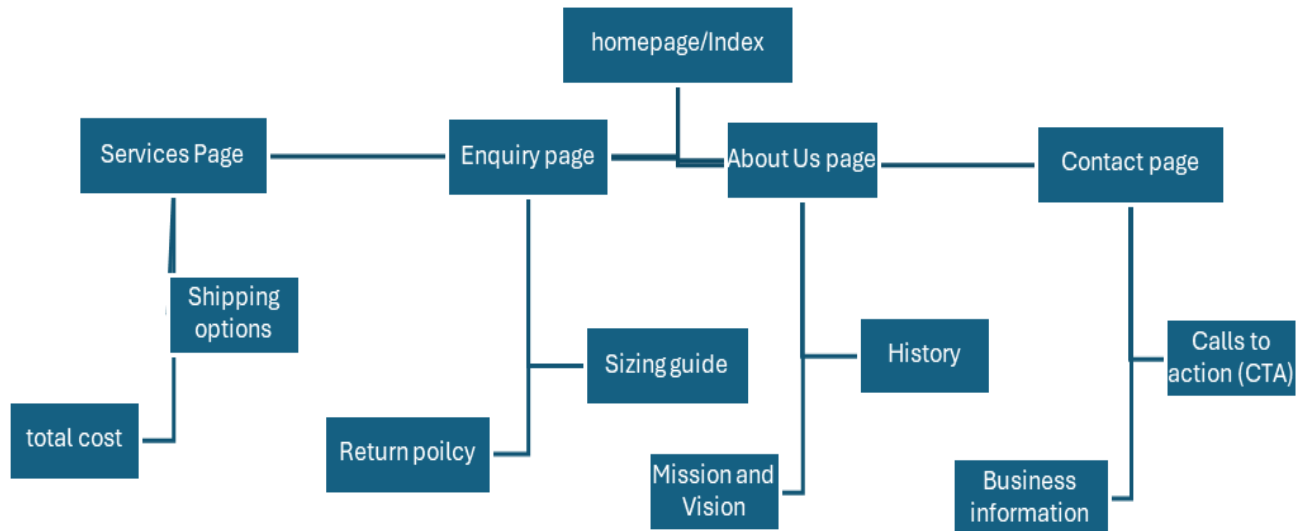 homepage/Index
Services Page
Enquiry page
About Us page
Contact page
Shipping
options
Sizing guide
History
Calls to
action (CTA)
total cost
Return poilcy
Mission and
Vision
Business
information